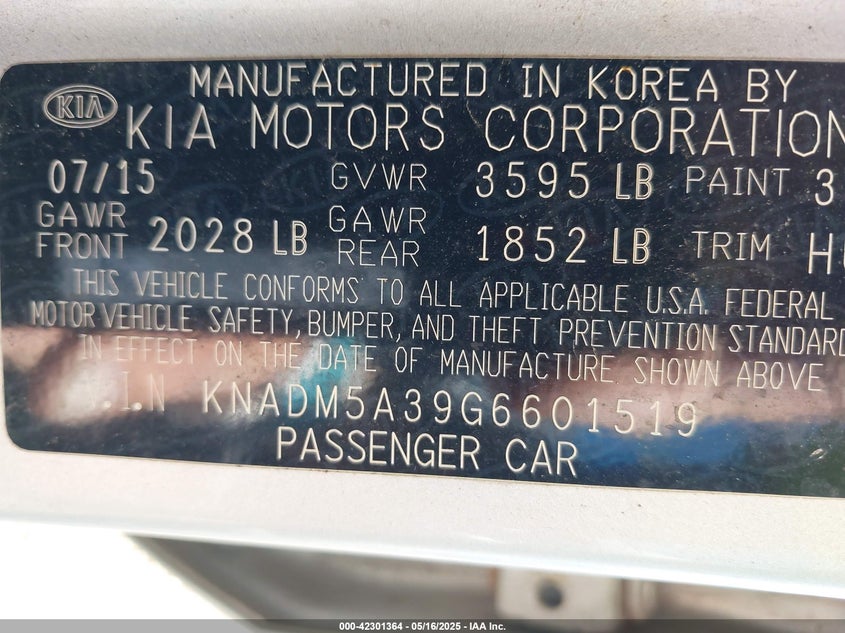 MANUFACTURED IN KOREA BY
KIA
KIA MOTORS CORPORATION
07/15 GVWR 3595 LB PAINT 3
GAWR FRONT 2028 LB GAWR REAR 1852 LB TRIM
THIS VEHICLE CONFORMS TO ALL APPLICABLE U.S.A. FEDERAL
MOTOR VEHICLE SAFETY, BUMPER, AND THEFT PREVENTION STANDARD
IN EFFECT ON THE DATE OF MANUFACTURE SHOWN ABOVE
.I.N KNADM5A39G6601519
PASSENGER CAR
000-42301364 - 05/16/2025 - IAA Inc.